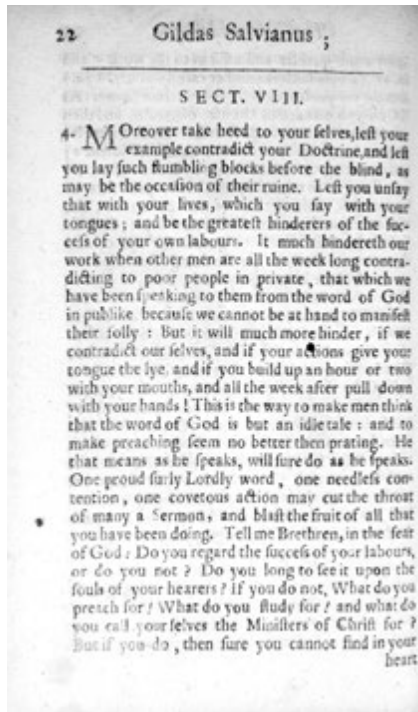 22 Gildas Salvianus ;
SECT. VIII.
4. MOreover take heed to your ſelves, leſt your
example contradict your Doctrine, and leſt
you lay ſuch ſtumbling blocks before the blind, as
may be the occaſion of their ruine. Leſt you unſay
that with your lives, which you ſay with your
tongues ; and be the greateſt hinderers of the ſuc-
ceſs of your own labours. It much hindereth our
work when other men are all the week long contra-
dicting to poor people in private, that which we
have been ſpeaking to them from the word of God
in publike becauſe we cannot be at hand to manifeſt
their folly : But it will much more hinder, if we
contradict our ſelves, and if your actions give your
tongue the lye, and if you build up an hour or two
with your mouths, and all the week after pull down
with your hands ! This is the way to make men think
that the word of God is but an idle tale : and to
make preaching ſeem no better then prating. He
that means as he ſpeaks, will ſure do as he ſpeaks.
One proud ſurly Lordly word, one needleſs con-
tention, one covetous action may cut the throat
of many a Sermon, and blaſt the fruit of all that
you have been doing. Tell me Brethren, in the fear
of God : Do you regard the ſucceſs of your labours,
or do you not ? Do you long to ſee it upon the
ſouls of your hearers ? If you do not, What do you
preach for ? What do you ſtudy for ? and what do
you call your ſelves the Miniſters of Chriſt for ?
But if you do, then ſure you cannot find in your
heart